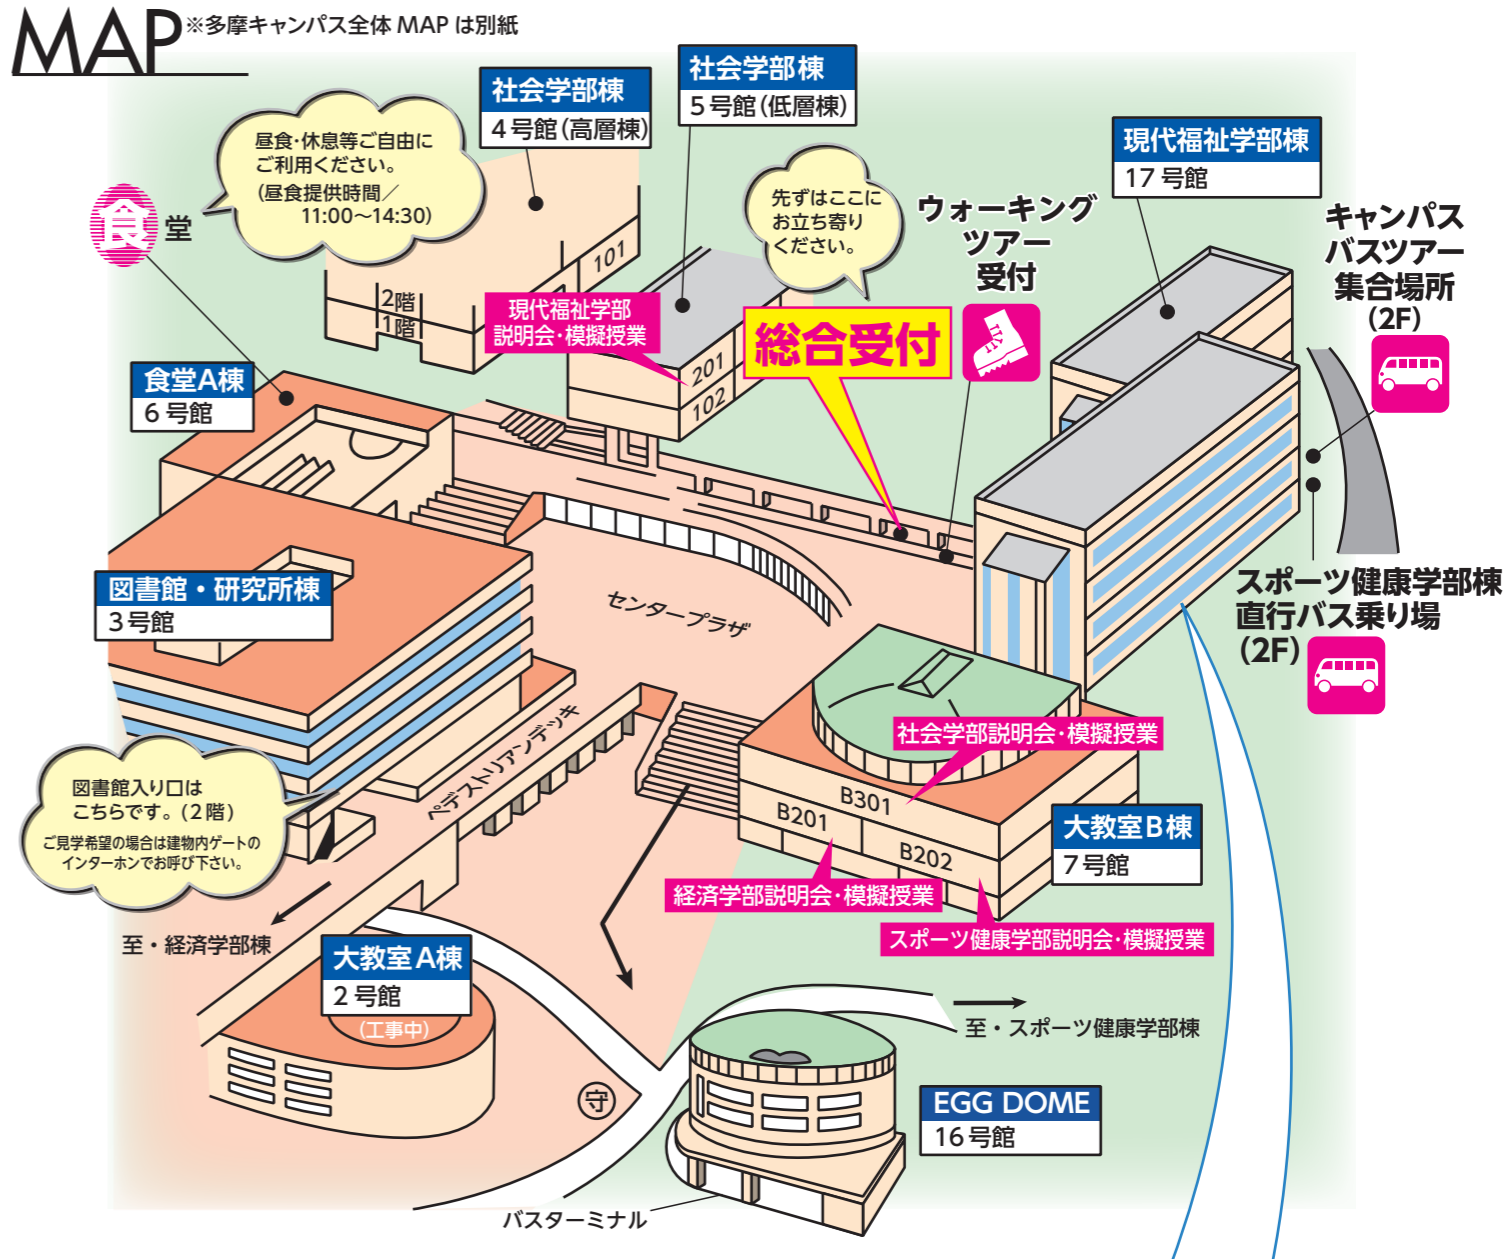 MAP
※多摩キャンパス全体 MAP は別紙
社会学部棟
4号館(高層棟)
社会学部棟
5号館(低層棟)
現代福祉学部棟
17号館
昼食・休息等ご自由に
ご利用ください。
(昼食提供時間／
11:00〜14:30)
食堂
先ずはここに
お立ち寄り
ください。
ウォーキング
ツアー
受付
キャンパス
バスツアー
集合場所
(2F)
101
2階
1階
現代福祉学部
説明会・模擬授業
201
102
総合受付
食堂A棟
6号館
図書館・研究所棟
3号館
センタープラザ
スポーツ健康学部棟
直行バス乗り場
(2F)
ペデストリアンデッキ
社会学部説明会・模擬授業
B301
B201
B202
大教室B棟
7号館
図書館入り口は
こちらです。(2階)
ご見学希望の場合は建物内ゲートの
インターホンでお呼び下さい。
経済学部説明会・模擬授業
スポーツ健康学部説明会・模擬授業
至・経済学部棟
大教室A棟
2号館
(工事中)
至・スポーツ健康学部棟
守
EGG DOME
16号館
バスターミナル